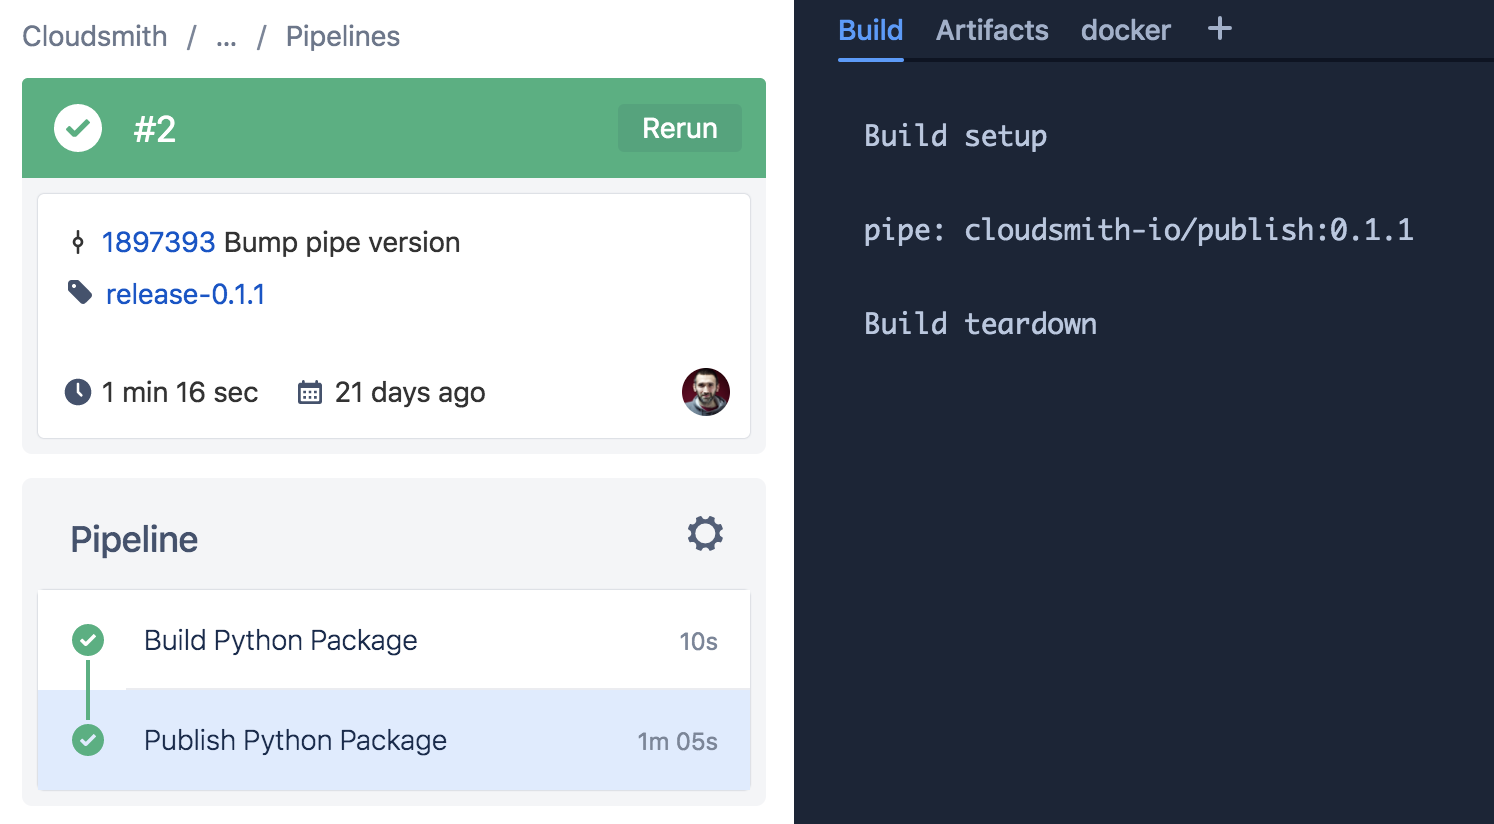 Cloudsmith / ... / Pipelines
#2
Rerun
1897393 Bump pipe version
release-0.1.1
1 min 16 sec
21 days ago
Pipeline
Build Python Package
10s
Publish Python Package
1m 05s
Build
Artifacts
docker
+
Build setup
pipe: cloudsmith-io/publish:0.1.1
Build teardown